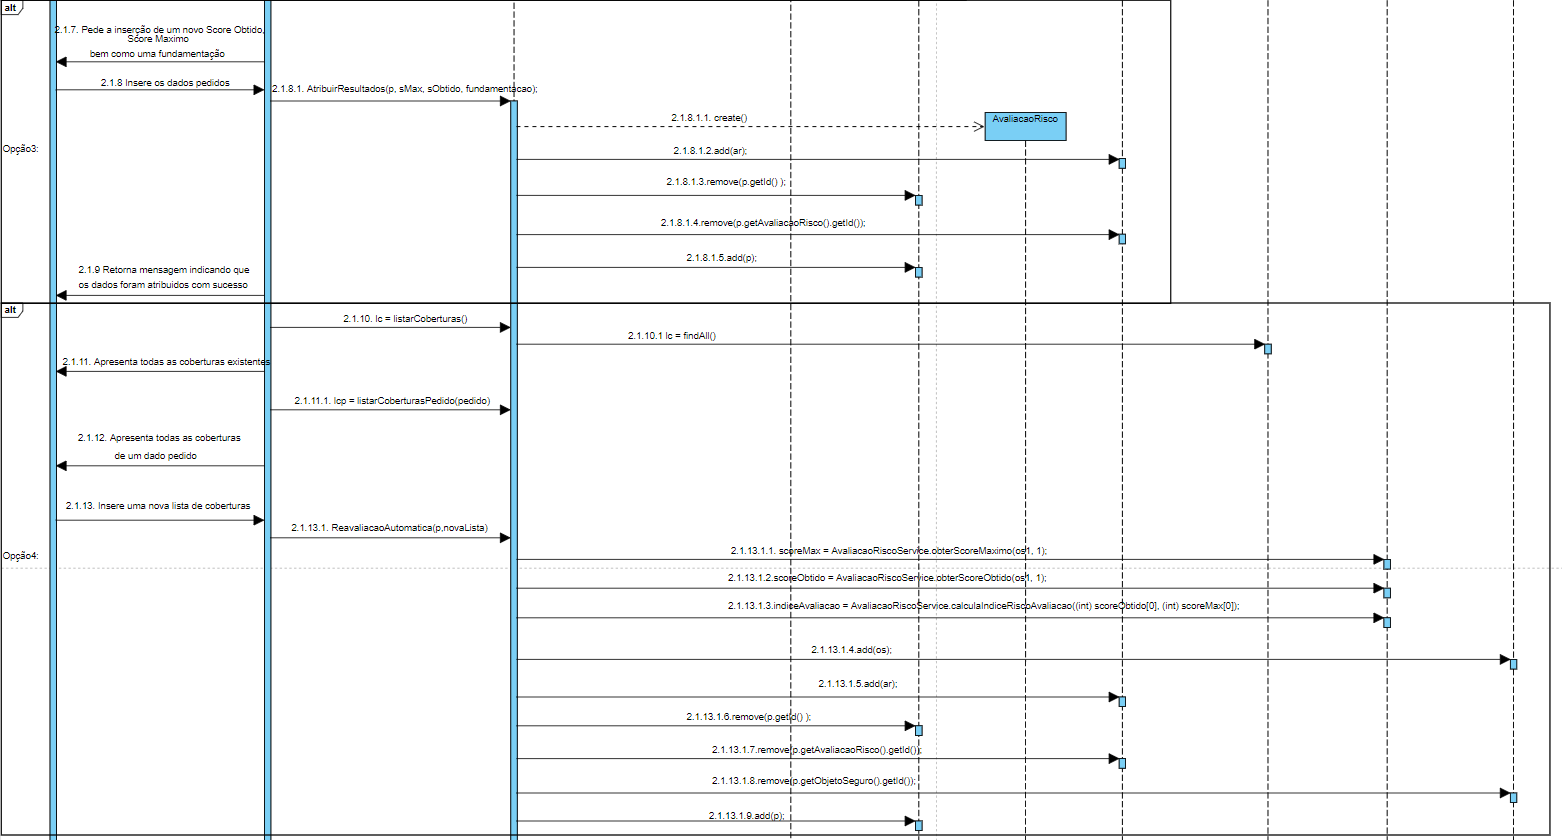 alt
2.1.7. Pede a inserção de um novo Score Obtido,
Score Maximo
bem como uma fundamentação
2.1.8 Insere os dados pedidos
2.1.8.1. AtribuirResultados(p, sMax, sObtido, fundamentacao);
2.1.8.1.1. create()
AvaliacaoRisco
Opção3:
2.1.8.1.2.add(ar);
2.1.8.1.3.remove(p.getId() );
2.1.8.1.4.remove(p.getAvaliacaoRisco().getId());
2.1.8.1.5.add(p);
2.1.9 Retorna mensagem indicando que
os dados foram atribuidos com sucesso
alt
2.1.10. lc = listarCoberturas()
2.1.10.1 lc = findAll()
2.1.11. Apresenta todas as coberturas existentes
2.1.11.1. lcp = listarCoberturasPedido(pedido)
2.1.12. Apresenta todas as coberturas
de um dado pedido
2.1.13. Insere uma nova lista de coberturas
2.1.13.1. ReavaliacaoAutomatica(p,novaLista)
Opção4:
2.1.13.1.1. scoreMax = AvaliacaoRiscoService.obterScoreMaximo(os1, 1);
2.1.13.1.2.scoreObtido = AvaliacaoRiscoService.obterScoreObtido(os1, 1);
2.1.13.1.3.indiceAvaliacao = AvaliacaoRiscoService.calculaIndiceRiscoAvaliacao((int) scoreObtido[0], (int) scoreMax[0]);
2.1.13.1.4.add(os);
2.1.13.1.5.add(ar);
2.1.13.1.6.remove(p.getId() );
2.1.13.1.7.remove(p.getAvaliacaoRisco().getId());
2.1.13.1.8.remove(p.getObjetoSeguro().getId());
2.1.13.1.9.add(p);